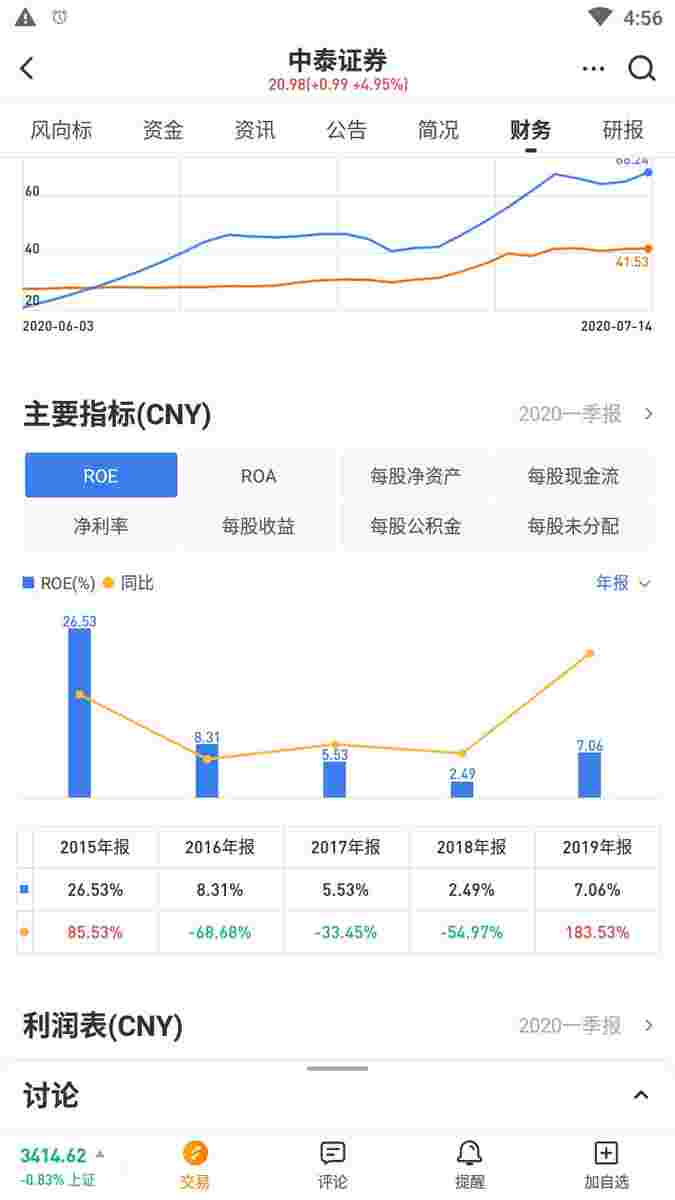 4:56
中泰证券
20.98(+0.99 +4.95%)
风向标 资金 资讯 公告 简况 财务 研报
68.24
60
40
41.53
20
2020-06-03 2020-07-14
主要指标(CNY) 2020一季报
ROE ROA 每股净资产 每股现金流
净利率 每股收益 每股公积金 每股未分配
ROE(%) 同比 年报
26.53
8.31
5.53
2.49
7.06
2015年报 2016年报 2017年报 2018年报 2019年报
26.53% 8.31% 5.53% 2.49% 7.06%
85.53% -68.68% -33.45% -54.97% 183.53%
利润表(CNY) 2020一季报
讨论
3414.62
-0.83% 上证
交易 评论 提醒 加自选